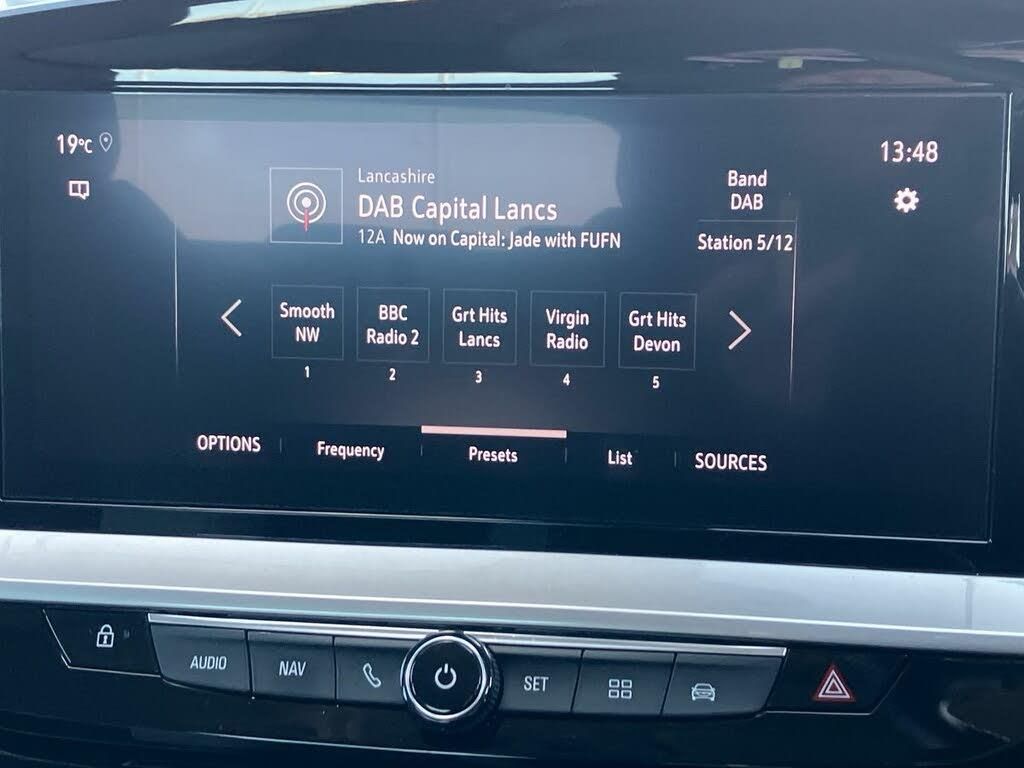 19°C
13:48
Lancashire
DAB Capital Lancs
12A Now on Capital: Jade with FUFN
Band
DAB
Station 5/12
Smooth
NW
1
BBC
Radio 2
2
Grt Hits
Lancs
3
Virgin
Radio
4
Grt Hits
Devon
5
OPTIONS
Frequency
Presets
List
SOURCES
AUDIO
NAV
SET